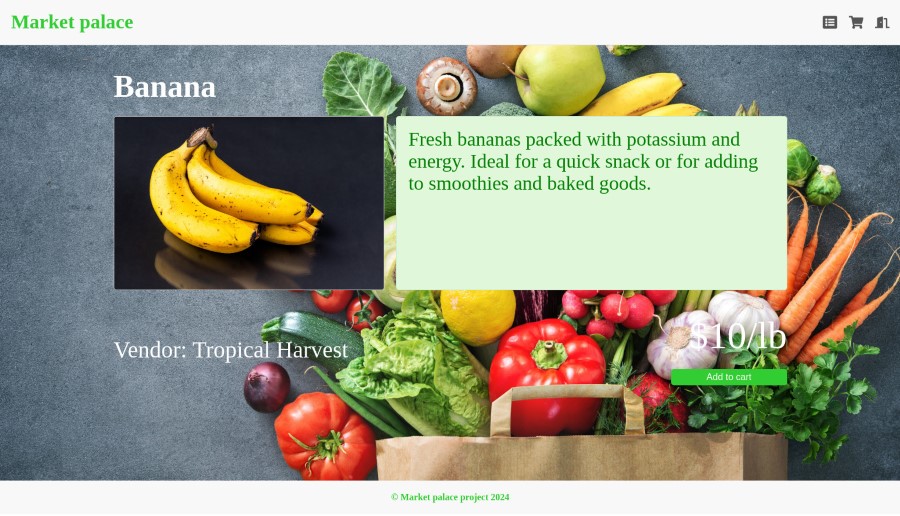 Market palace
Banana
Fresh bananas packed with potassium and
energy. Ideal for a quick snack or for adding
to smoothies and baked goods.
Vendor: Tropical Harvest
$10/lb
Add to cart
© Market palace project 2024